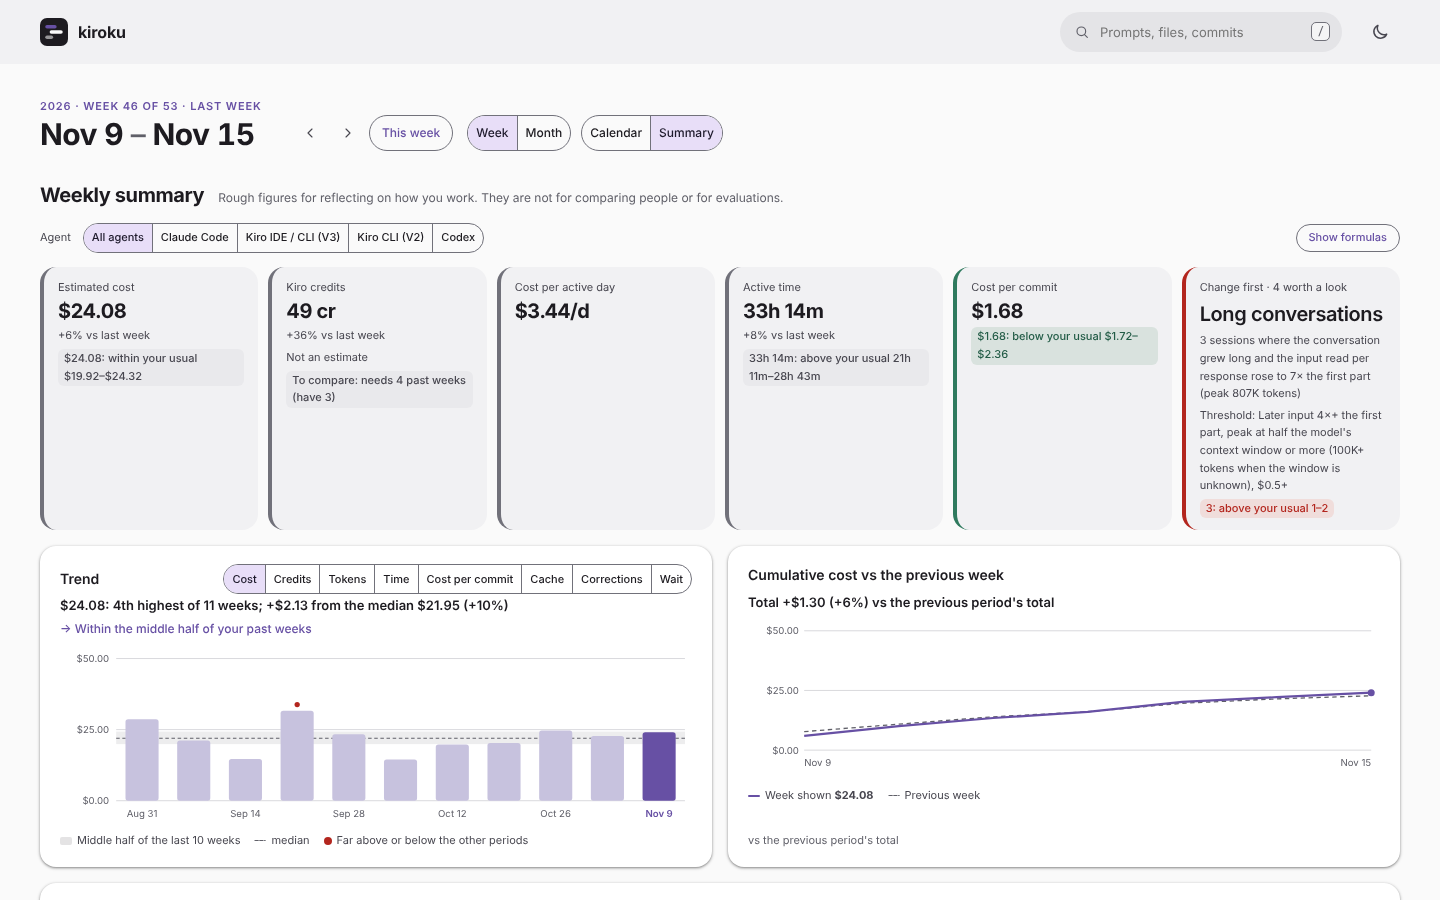 kiroku
Prompts, files, commits
/
2026 · WEEK 46 OF 53 · LAST WEEK
Nov 9 – Nov 15
This week
Week
Month
Calendar
Summary
Weekly summary
Rough figures for reflecting on how you work. They are not for comparing people or for evaluations.
Agent
All agents
Claude Code
Kiro IDE / CLI (V3)
Kiro CLI (V2)
Codex
Show formulas
Estimated cost
$24.08
+6% vs last week
$24.08: within your usual
$19.92–$24.32
Kiro credits
49 cr
+36% vs last week
Not an estimate
To compare: needs 4 past weeks
(have 3)
Cost per active day
$3.44/d
Active time
33h 14m
+8% vs last week
33h 14m: above your usual 21h
11m–28h 43m
Cost per commit
$1.68
$1.68: below your usual $1.72–
$2.36
Change first · 4 worth a look
Long conversations
3 sessions where the conversation
grew long and the input read per
response rose to 7× the first part
(peak 807K tokens)
Threshold: Later input 4×+ the first
part, peak at half the model's
context window or more (100K+
tokens when the window is
unknown), $0.5+
3: above your usual 1–2
Trend
Cost
Credits
Tokens
Time
Cost per commit
Cache
Corrections
Wait
$24.08: 4th highest of 11 weeks; +$2.13 from the median $21.95 (+10%)
→ Within the middle half of your past weeks
$50.00
$25.00
$0.00
Aug 31
Sep 14
Sep 28
Oct 12
Oct 26
Nov 9
Middle half of the last 10 weeks
median
Far above or below the other periods
Cumulative cost vs the previous week
Total +$1.30 (+6%) vs the previous period's total
$50.00
$25.00
$0.00
Nov 9
Nov 15
Week shown $24.08
Previous week
vs the previous period's total